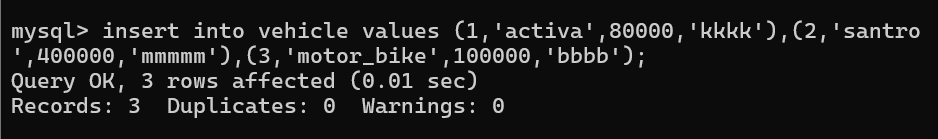 mysql> insert into vehicle values (1,'activa',80000,'kkkk'),(2,'santro
',400000,'mmmmm'),(3,'motor_bike',100000,'bbbb');
Query OK, 3 rows affected (0.01 sec)
Records: 3  Duplicates: 0  Warnings: 0